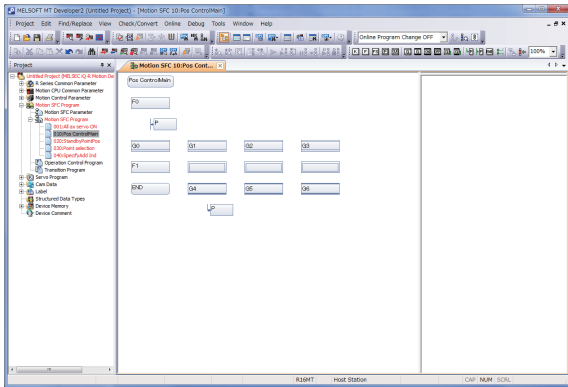 MELSOFT MT Developer2 (Untitled Project) - [Motion SFC 10:Pos ControlMain]
Project Edit Find/Replace View Check/Convert Online Debug Tools Window Help
Online Program Change OFF
100%
Project
Motion SFC 10:Pos Cont...
Untitled Project (MELSEC iQ-R Motion De
R Series Common Parameter
Motion CPU Common Parameter
Motion Control Parameter
Motion SFC Program
Motion SFC Parameter
Motion SFC Program
001:All ax servo ON
010:Pos ControlMain
020:StandbyPointPos
030:Point selection
040:SpecfyAdd Ind
Operation Control Program
Transition Program
Servo Program
Cam Data
Label
Structured Data Types
Device Memory
Device Comment
Pos ControlMain
F0
P
G0 G1 G2 G3
F1
END G4 G5 G6
P
R16MT Host Station CAP NUM SCRL